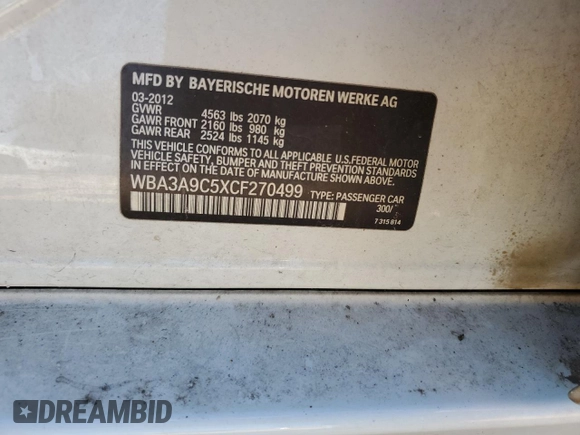 MFD BY BAYERISCHE MOTOREN WERKE AG
03-2012
GVWR 4563 lbs 2070 kg
GAWR FRONT 2160 lbs 980 kg
GAWR REAR 2524 lbs 1145 kg
THIS VEHICLE CONFORMS TO ALL APPLICABLE U.S.FEDERAL MOTOR
VEHICLE SAFETY, BUMPER AND THEFT PREVENTION STANDARDS
IN EFFECT ON THE DATE OF MANUFACTURE SHOWN ABOVE.
WBA3A9C5XCF270499 TYPE: PASSENGER CAR
300/
7 315 814
DREAMBID